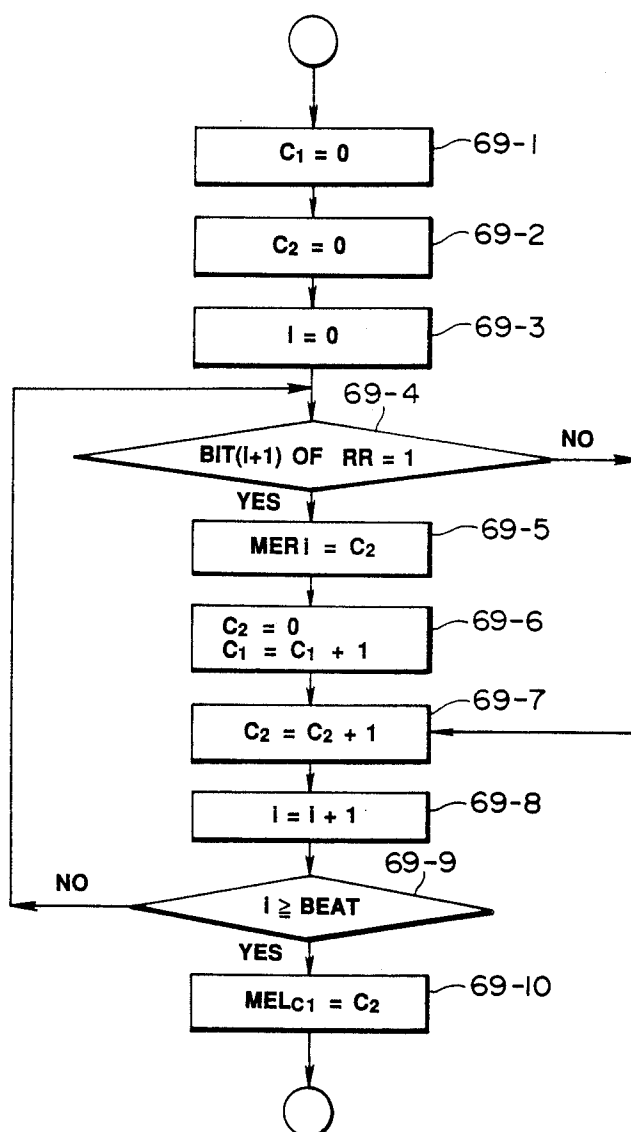 C₁ = 0
69-1
C₂ = 0
69-2
i = 0
69-3
69-4
BIT(i+1) OF RR = 1
NO
YES
MERi = C₂
69-5
C₂ = 0
C₁ = C₁ + 1
69-6
C₂ = C₂ + 1
69-7
i = i + 1
69-8
69-9
NO
i ≧ BEAT
YES
MELC1 = C₂
69-10